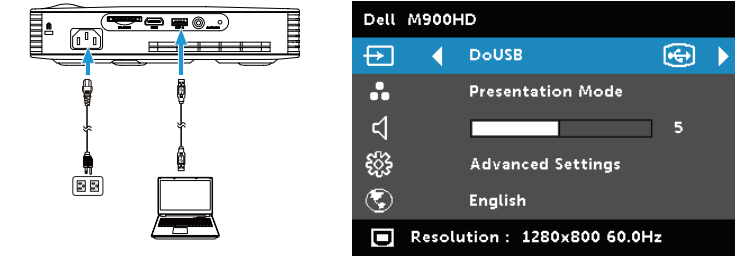 Dell M900HD
DoUSB
Presentation Mode
5
Advanced Settings
English
Resolution : 1280x800 60.0Hz